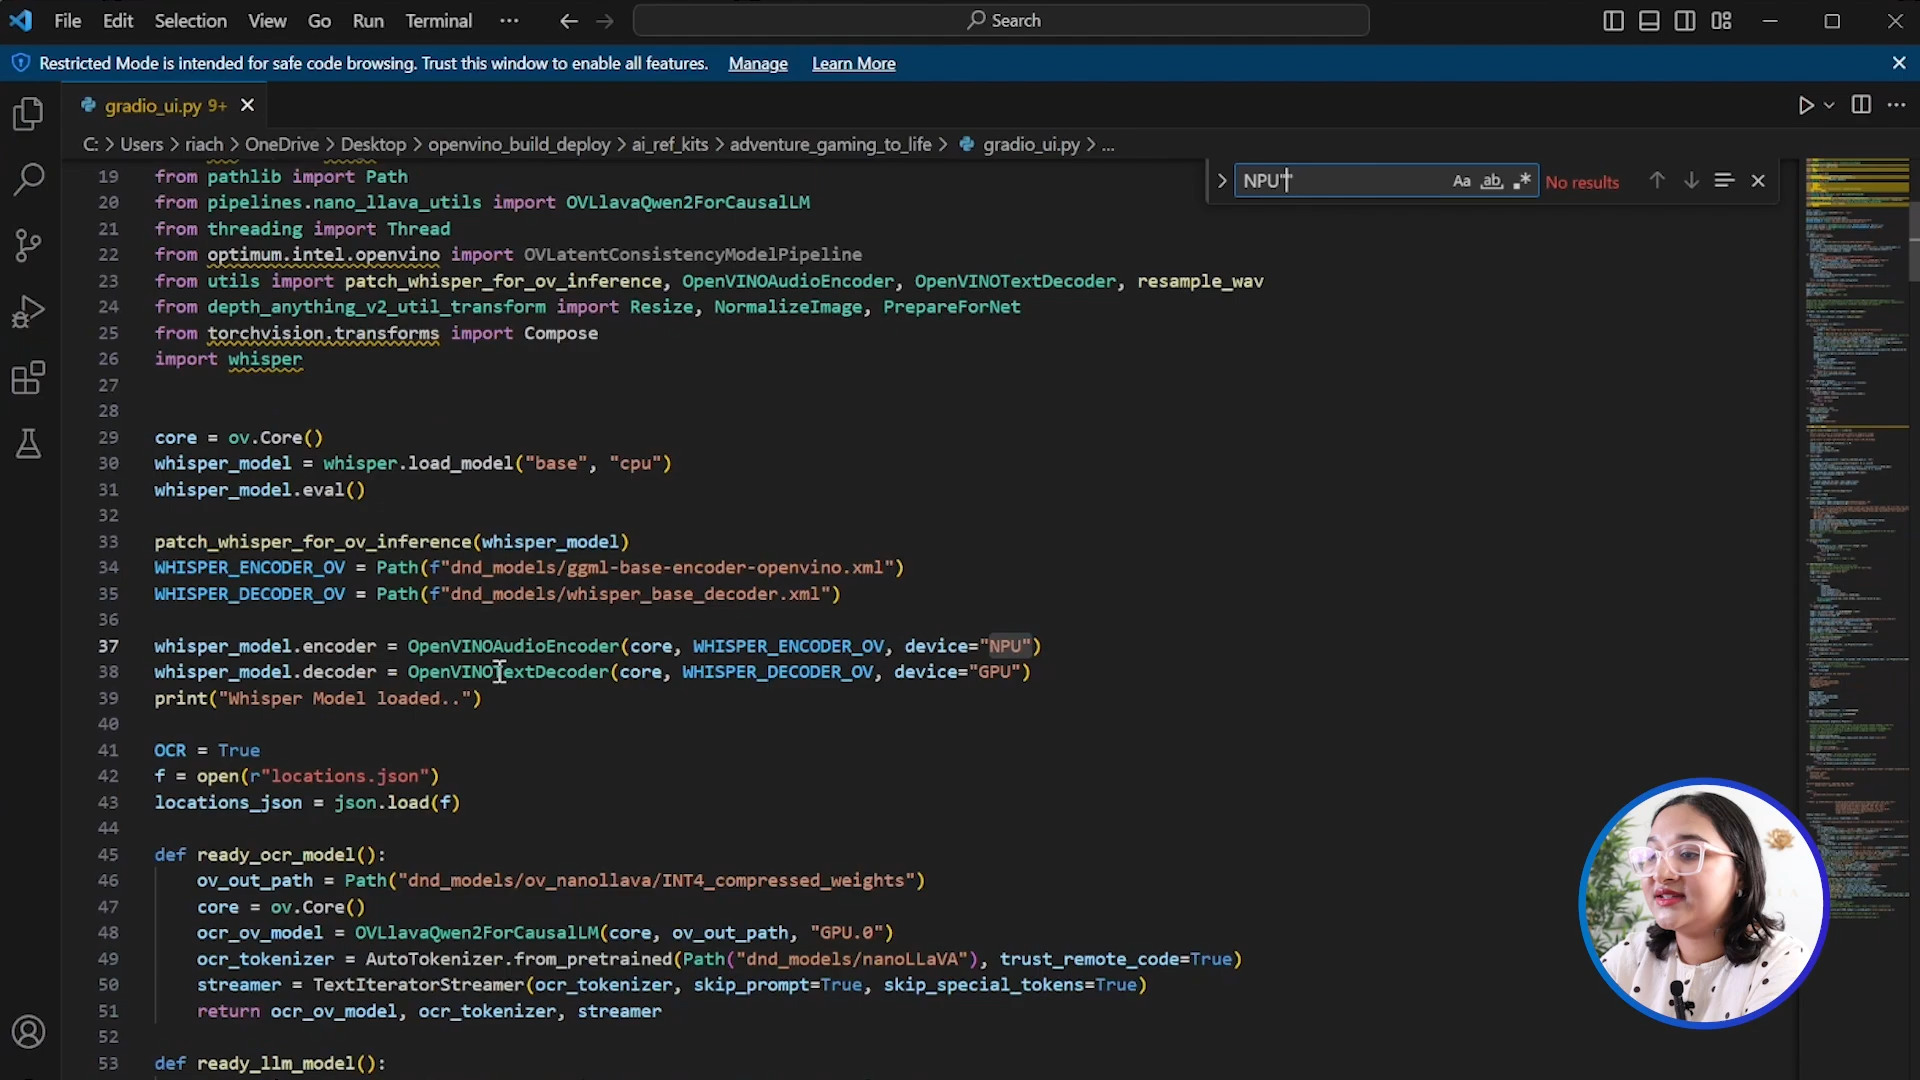 File Edit Selection View Go Run Terminal ··· Search
Restricted Mode is intended for safe code browsing. Trust this window to enable all features. Manage Learn More
gradio_ui.py 9+
C: > Users > riach > OneDrive > Desktop > openvino_build_deploy > ai_ref_kits > adventure_gaming_to_life > gradio_ui.py > ...
NPU"" Aa ab No results
19 from pathlib import Path
20 from pipelines.nano_llava_utils import OVLlavaQwen2ForCausalLM
21 from threading import Thread
22 from optimum.intel.openvino import OVLatentConsistencyModelPipeline
23 from utils import patch_whisper_for_ov_inference, OpenVINOAudioEncoder, OpenVINOTextDecoder, resample_wav
24 from depth_anything_v2_util_transform import Resize, NormalizeImage, PrepareForNet
25 from torchvision.transforms import Compose
26 import whisper
27
28
29 core = ov.Core()
30 whisper_model = whisper.load_model("base", "cpu")
31 whisper_model.eval()
32
33 patch_whisper_for_ov_inference(whisper_model)
34 WHISPER_ENCODER_OV = Path(f"dnd_models/ggml-base-encoder-openvino.xml")
35 WHISPER_DECODER_OV = Path(f"dnd_models/whisper_base_decoder.xml")
36
37 whisper_model.encoder = OpenVINOAudioEncoder(core, WHISPER_ENCODER_OV, device="NPU")
38 whisper_model.decoder = OpenVINOTextDecoder(core, WHISPER_DECODER_OV, device="GPU")
39 print("Whisper Model loaded..")
40
41 OCR = True
42 f = open(r"locations.json")
43 locations_json = json.load(f)
44
45 def ready_ocr_model():
46 ov_out_path = Path("dnd_models/ov_nanollava/INT4_compressed_weights")
47 core = ov.Core()
48 ocr_ov_model = OVLlavaQwen2ForCausalLM(core, ov_out_path, "GPU.0")
49 ocr_tokenizer = AutoTokenizer.from_pretrained(Path("dnd_models/nanoLLaVA"), trust_remote_code=True)
50 streamer = TextIteratorStreamer(ocr_tokenizer, skip_prompt=True, skip_special_tokens=True)
51 return ocr_ov_model, ocr_tokenizer, streamer
52
53 def ready_llm_model():